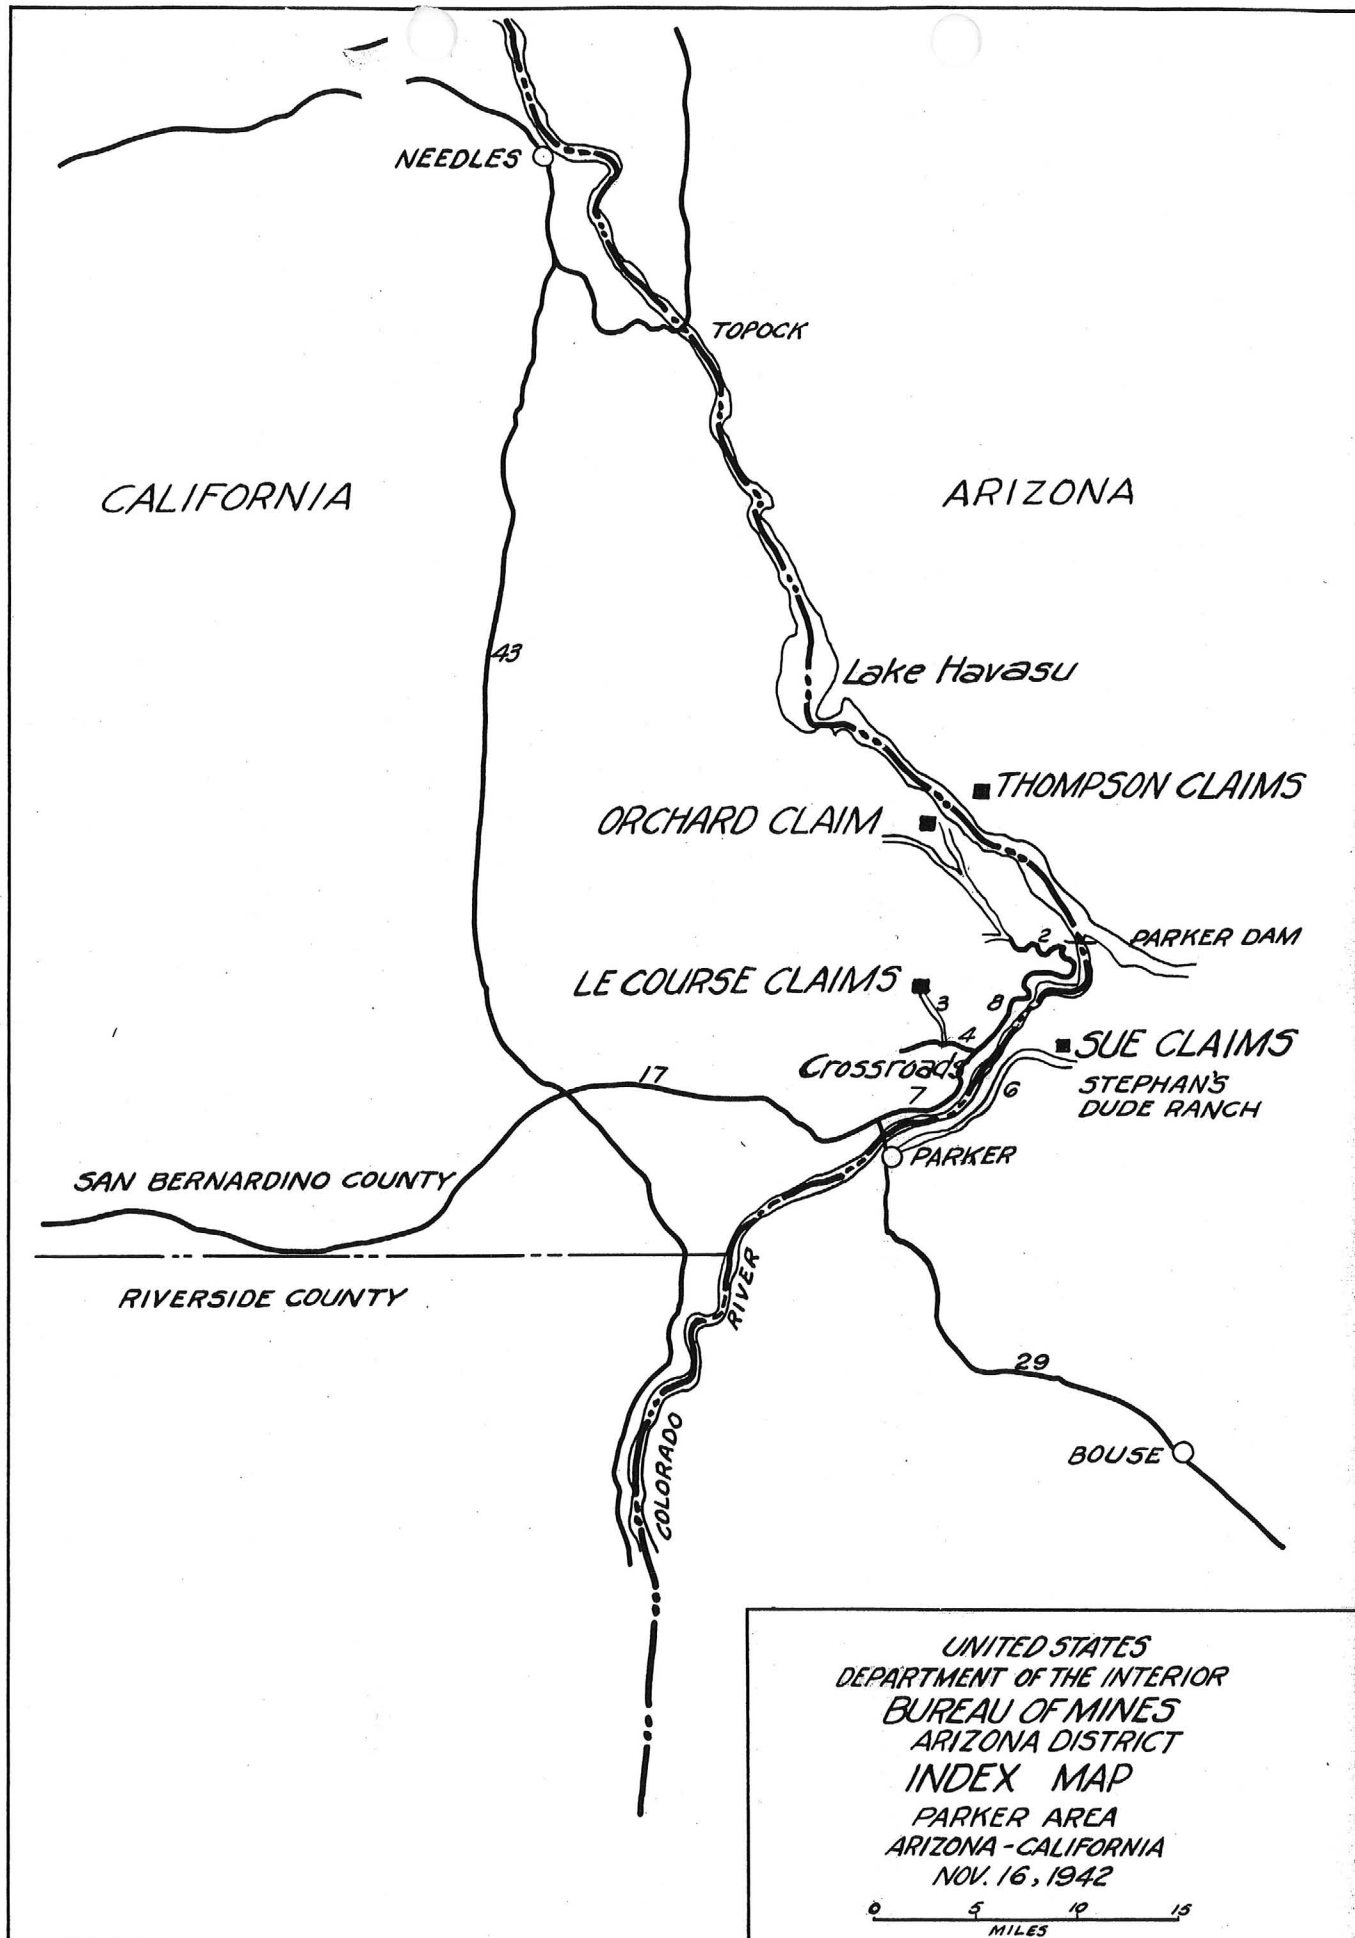 NEEDLES
TOPOCK
CALIFORNIA
ARIZONA
43
Lake Havasu
THOMPSON CLAIMS
ORCHARD CLAIM
2
PARKER DAM
LE COURSE CLAIMS
3
8
4
SUE CLAIMS
Crossroads
17
7
6
STEPHAN'S
DUDE RANCH
PARKER
SAN BERNARDINO COUNTY
RIVERSIDE COUNTY
RIVER
29
COLORADO
BOUSE
UNITED STATES
DEPARTMENT OF THE INTERIOR
BUREAU OF MINES
ARIZONA DISTRICT
INDEX MAP
PARKER AREA
ARIZONA-CALIFORNIA
NOV. 16, 1942
0 5 10 15
MILES